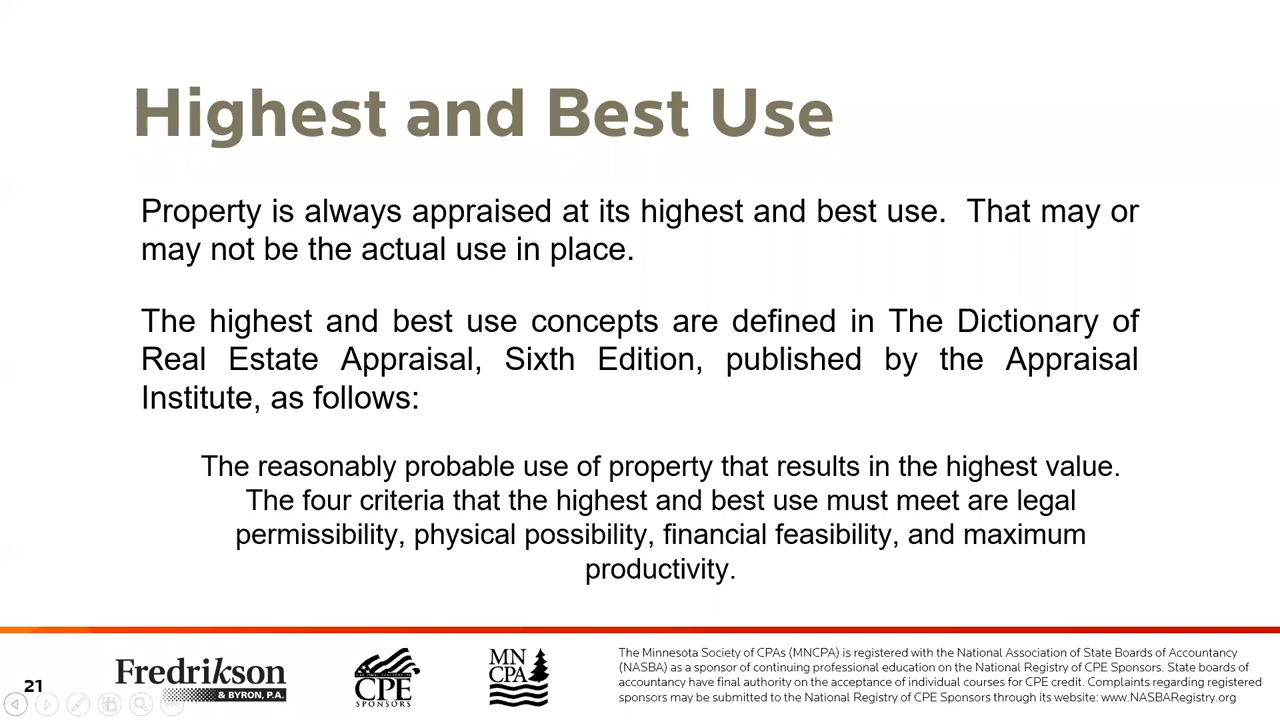 Highest and Best Use
Property is always appraised at its highest and best use.  That may or
may not be the actual use in place.
The highest and best use concepts are defined in The Dictionary of
Real Estate Appraisal, Sixth Edition, published by the Appraisal
Institute, as follows:
The reasonably probable use of property that results in the highest value.
The four criteria that the highest and best use must meet are legal
permissibility, physical possibility, financial feasibility, and maximum
productivity.
21
Fredrikson
& BYRON, P.A.
CPE
SPONSORS
MN
CPA
The Minnesota Society of CPAs (MNCPA) is registered with the National Association of State Boards of Accountancy
(NASBA) as a sponsor of continuing professional education on the National Registry of CPE Sponsors. State boards of
accountancy have final authority on the acceptance of individual courses for CPE credit. Complaints regarding registered
sponsors may be submitted to the National Registry of CPE Sponsors through its website: www.NASBARegistry.org